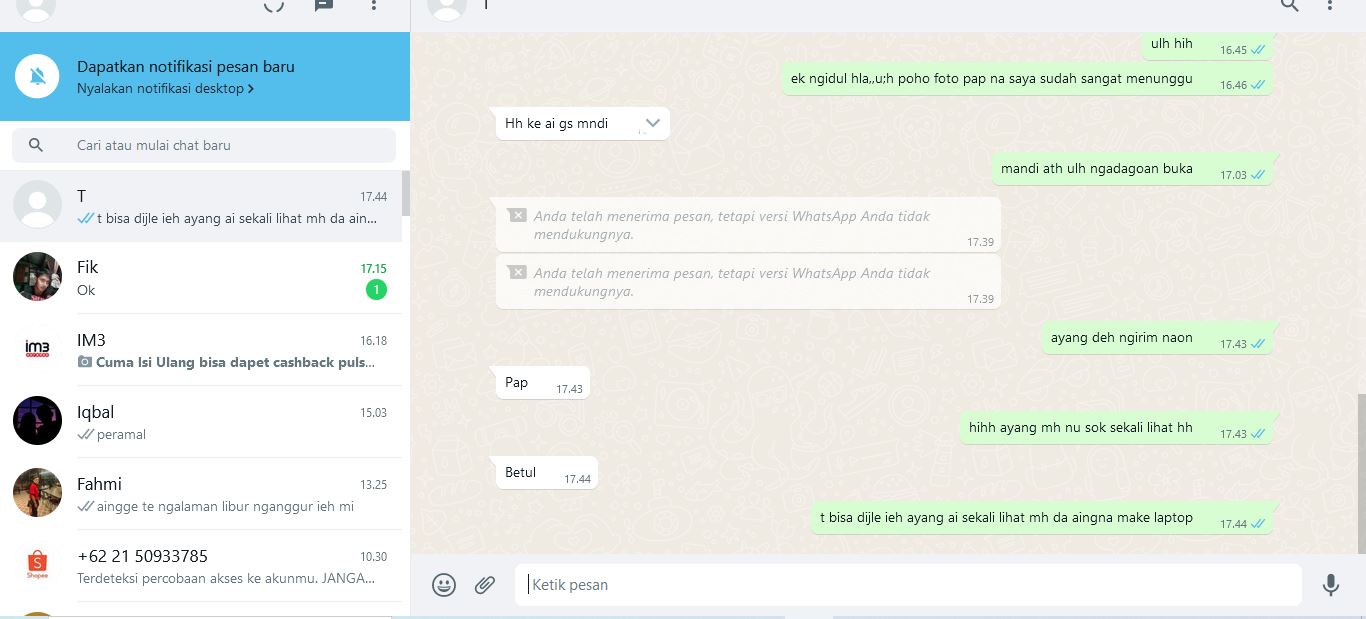 Dapatkan notifikasi pesan baru
Nyalakan notifikasi desktop
Cari atau mulai chat baru
T
17.44
t bisa dijle ieh ayang ai sekali lihat mh da ain...
Fik
17.15
Ok
1
IM3
16.18
Cuma Isi Ulang bisa dapet cashback puls...
im3
Iqbal
15.03
peramal
Fahmi
13.25
aingge te ngalaman libur nganggur ieh mi
+62 21 50933785
10.30
Shopee
Terdeteksi percobaan akses ke akunmu. JANGA...
ulh hih
16.45
ek ngidul hla,,u;h poho foto pap na saya sudah sangat menunggu
16.46
Hh ke ai gs mndi
mandi ath ulh ngadagoan buka
17.03
Anda telah menerima pesan, tetapi versi WhatsApp Anda tidak
mendukungnya.
17.39
Anda telah menerima pesan, tetapi versi WhatsApp Anda tidak
mendukungnya.
17.39
ayang deh ngirim naon
17.43
Pap
17.43
hihh ayang mh nu sok sekali lihat hh
17.43
Betul
17.44
t bisa dijle ieh ayang ai sekali lihat mh da aingna make laptop
17.44
Ketik pesan